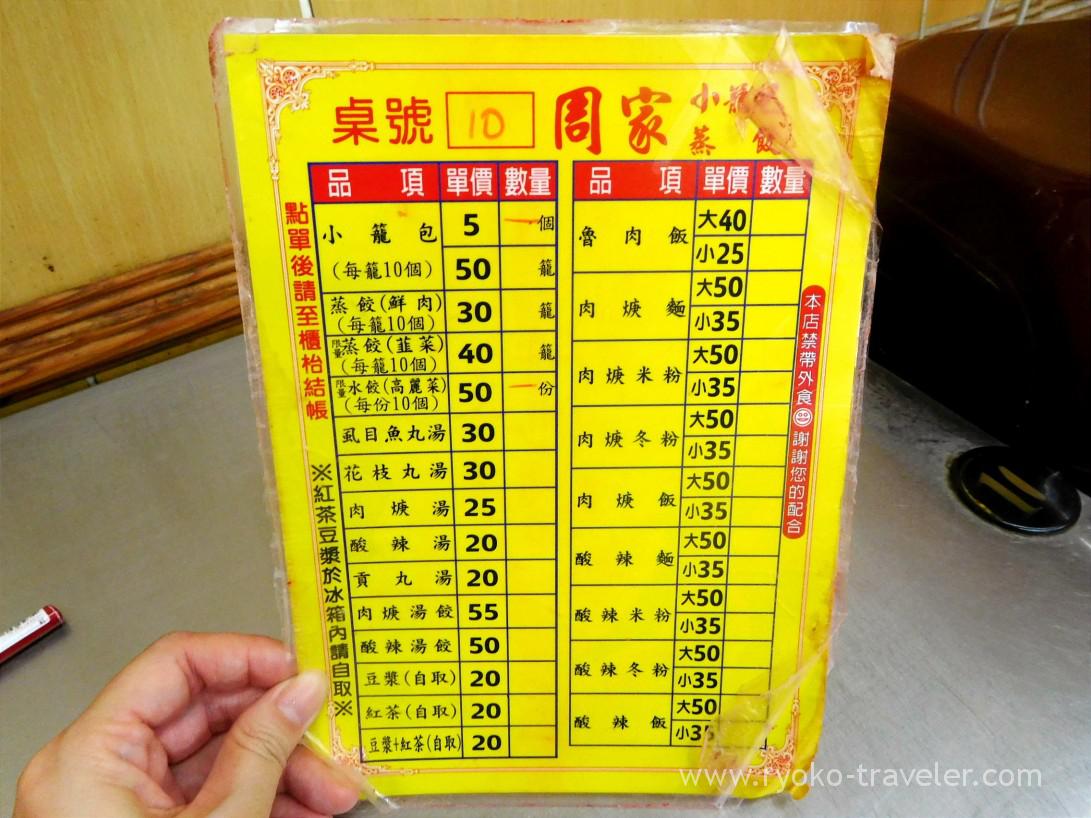 桌號 10 周家 小龍 蒸餃
品項 單價 數量
小籠包 5 一個
(每籠10個) 50 籠
蒸餃(鮮肉)
(每籠10個) 30 籠
限量蒸餃(韮菜)
(每籠10個) 40 籠
限量水餃(高麗菜)
(每份10個) 50 一份
虱目魚丸湯 30
花枝丸湯 30
肉焿湯 25
酸辣湯 20
貢丸湯 20
肉焿湯餃 55
酸辣湯餃 50
豆漿(自取) 20
紅茶(自取) 20
豆漿+紅茶(自取) 20
品項 單價 數量
魯肉飯 大40
小25
肉焿麵 大50
小35
肉焿米粉 大50
小35
肉焿冬粉 大50
小35
肉焿飯 大50
小35
酸辣麵 大50
小35
酸辣米粉 大50
小35
酸辣冬粉 大50
小35
酸辣飯 大50
小35
點單後請至櫃枱結帳
※紅茶豆漿於冰箱內請自取※
本店禁帶外食 謝謝您的配合
10
www.ryoko-traveler.com